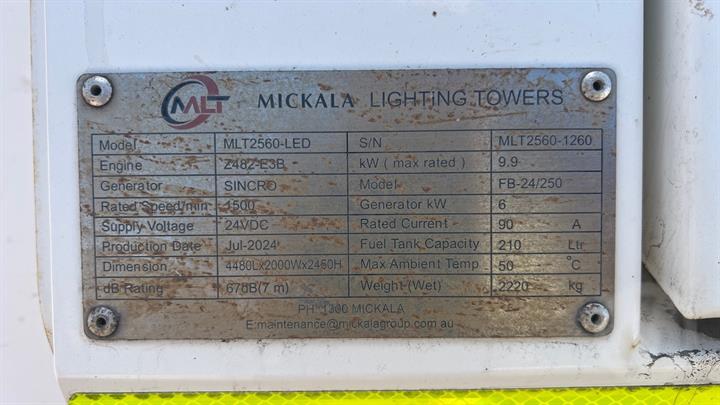 MLT MICKALA LIGHTING TOWERS
Model MLT2560-LED S/N MLT2560-1260
Engine Z482-E3B kW ( max rated ) 9.9
Generator SINCRO Model FB-24/250
Rated Speed/min 1500 Generator kW 6
Supply Voltage 24VDC Rated Current 90 A
Production Date Jul-2024 Fuel Tank Capacity 210 Ltr
Dimension 4480Lx2000Wx2450H Max Ambient Temp 50 °C
dB Rating 67dB(7 m) Weight (Wet) 2220 kg
PH: 1300 MICKALA
E:maintenance@mickalagroup.com.au